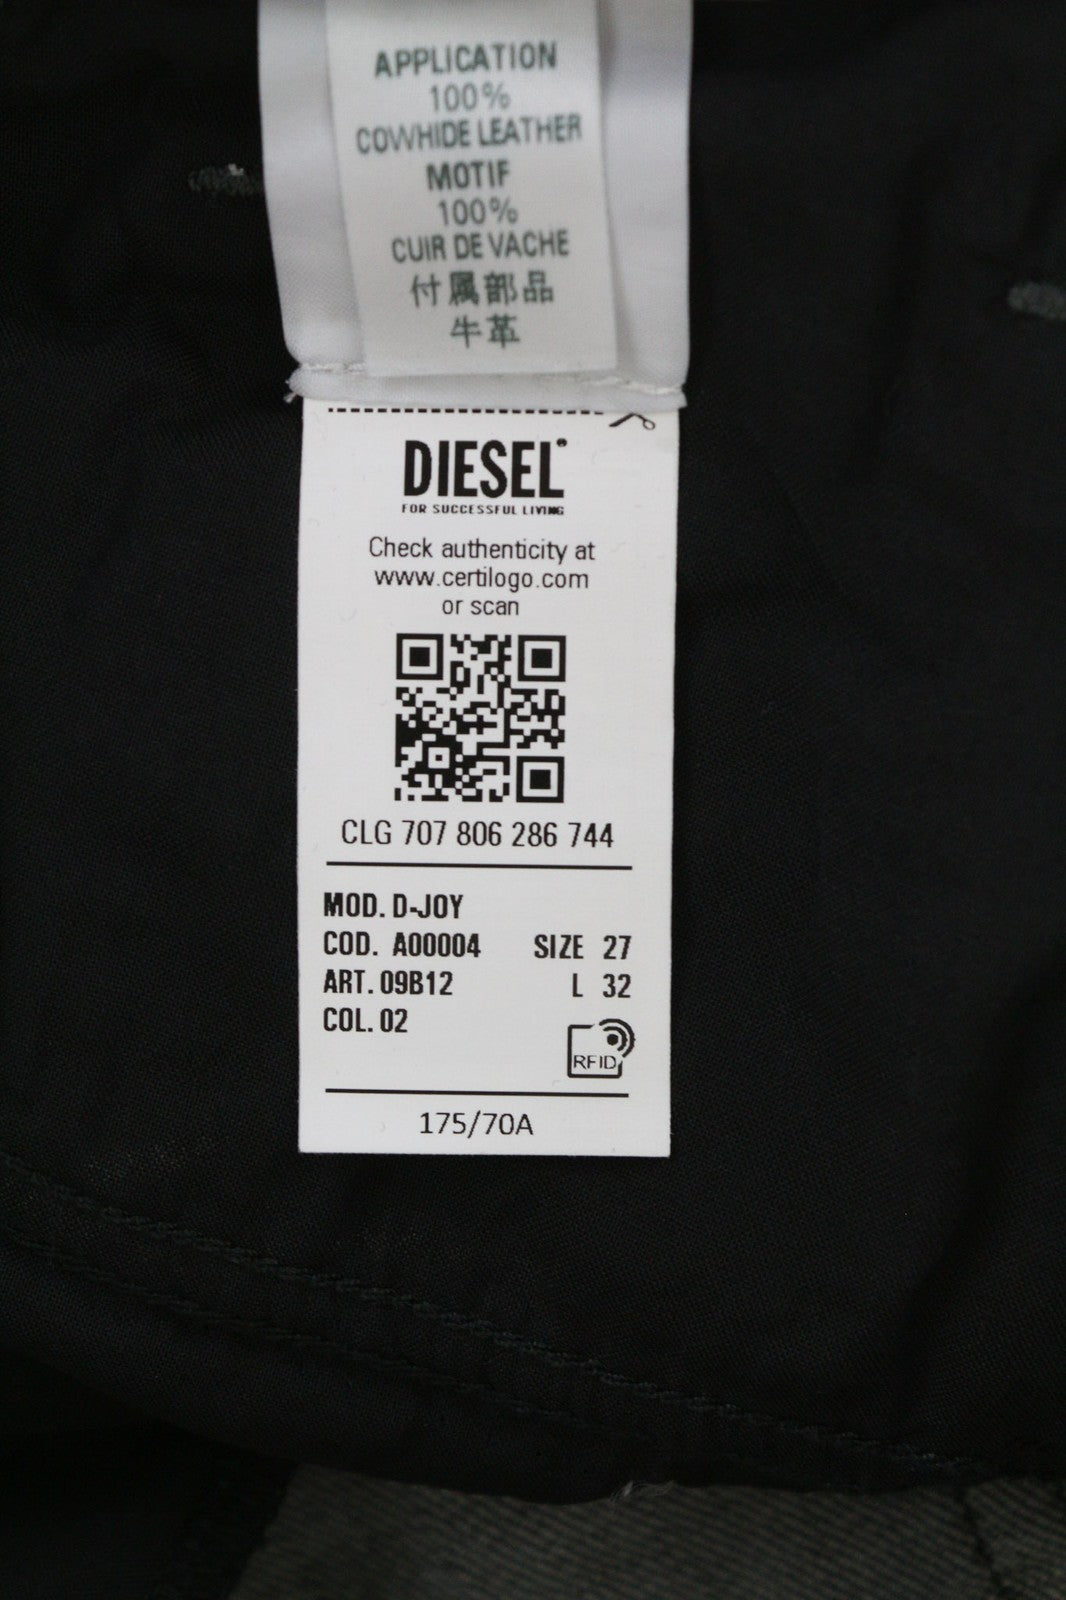 APPLICATION
100%
COWHIDE LEATHER
MOTIF
100%
CUIR DE VACHE
付属部品
牛革
DIESEL®
FOR SUCCESSFUL LIVING
Check authenticity at
www.certilogo.com
or scan
CLG 707 806 286 744
MOD. D-JOY
COD. A00004 SIZE 27
ART. 09B12 L 32
COL. 02
RFID
175/70A